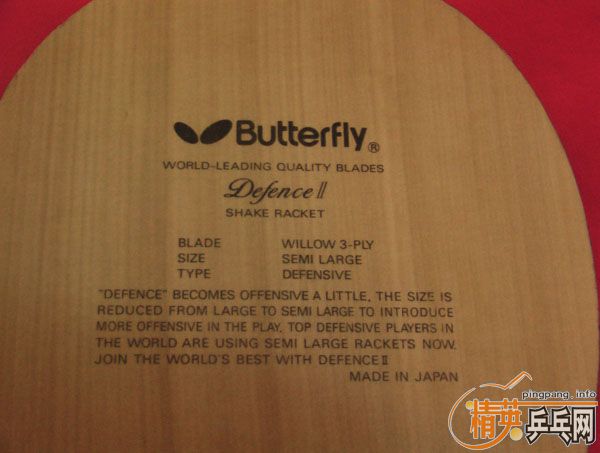 Butterfly®
WORLD-LEADING QUALITY BLADES
Defence II
SHAKE RACKET
BLADE WILLOW 3-PLY
SIZE SEMI LARGE
TYPE DEFENSIVE
"DEFENCE" BECOMES OFFENSIVE A LITTLE, THE SIZE IS
REDUCED FROM LARGE TO SEMI LARGE TO INTRODUCE
MORE OFFENSIVE IN THE PLAY. TOP DEFENSIVE PLAYERS IN
THE WORLD ARE USING SEMI LARGE RACKETS NOW.
JOIN THE WORLD'S BEST WITH DEFENCE II
MADE IN JAPAN
pingpang.info
精英乒乓网